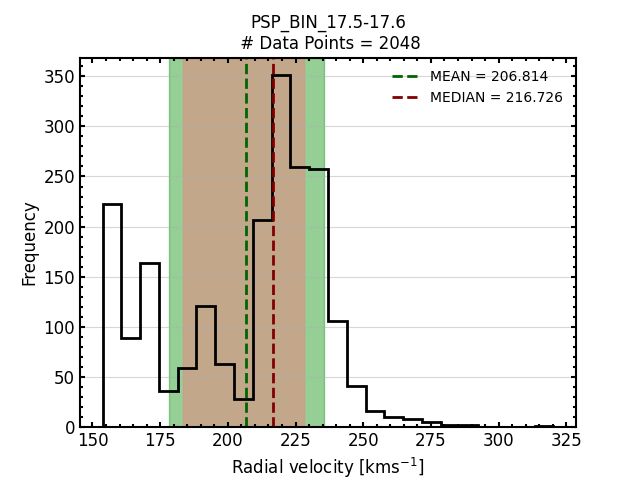 PSP_BIN_17.5-17.6
# Data Points = 2048
MEAN = 206.814
MEDIAN = 216.726
350
300
250
200
150
100
50
0
Frequency
150 175 200 225 250 275 300 325
Radial velocity [kms⁻¹]